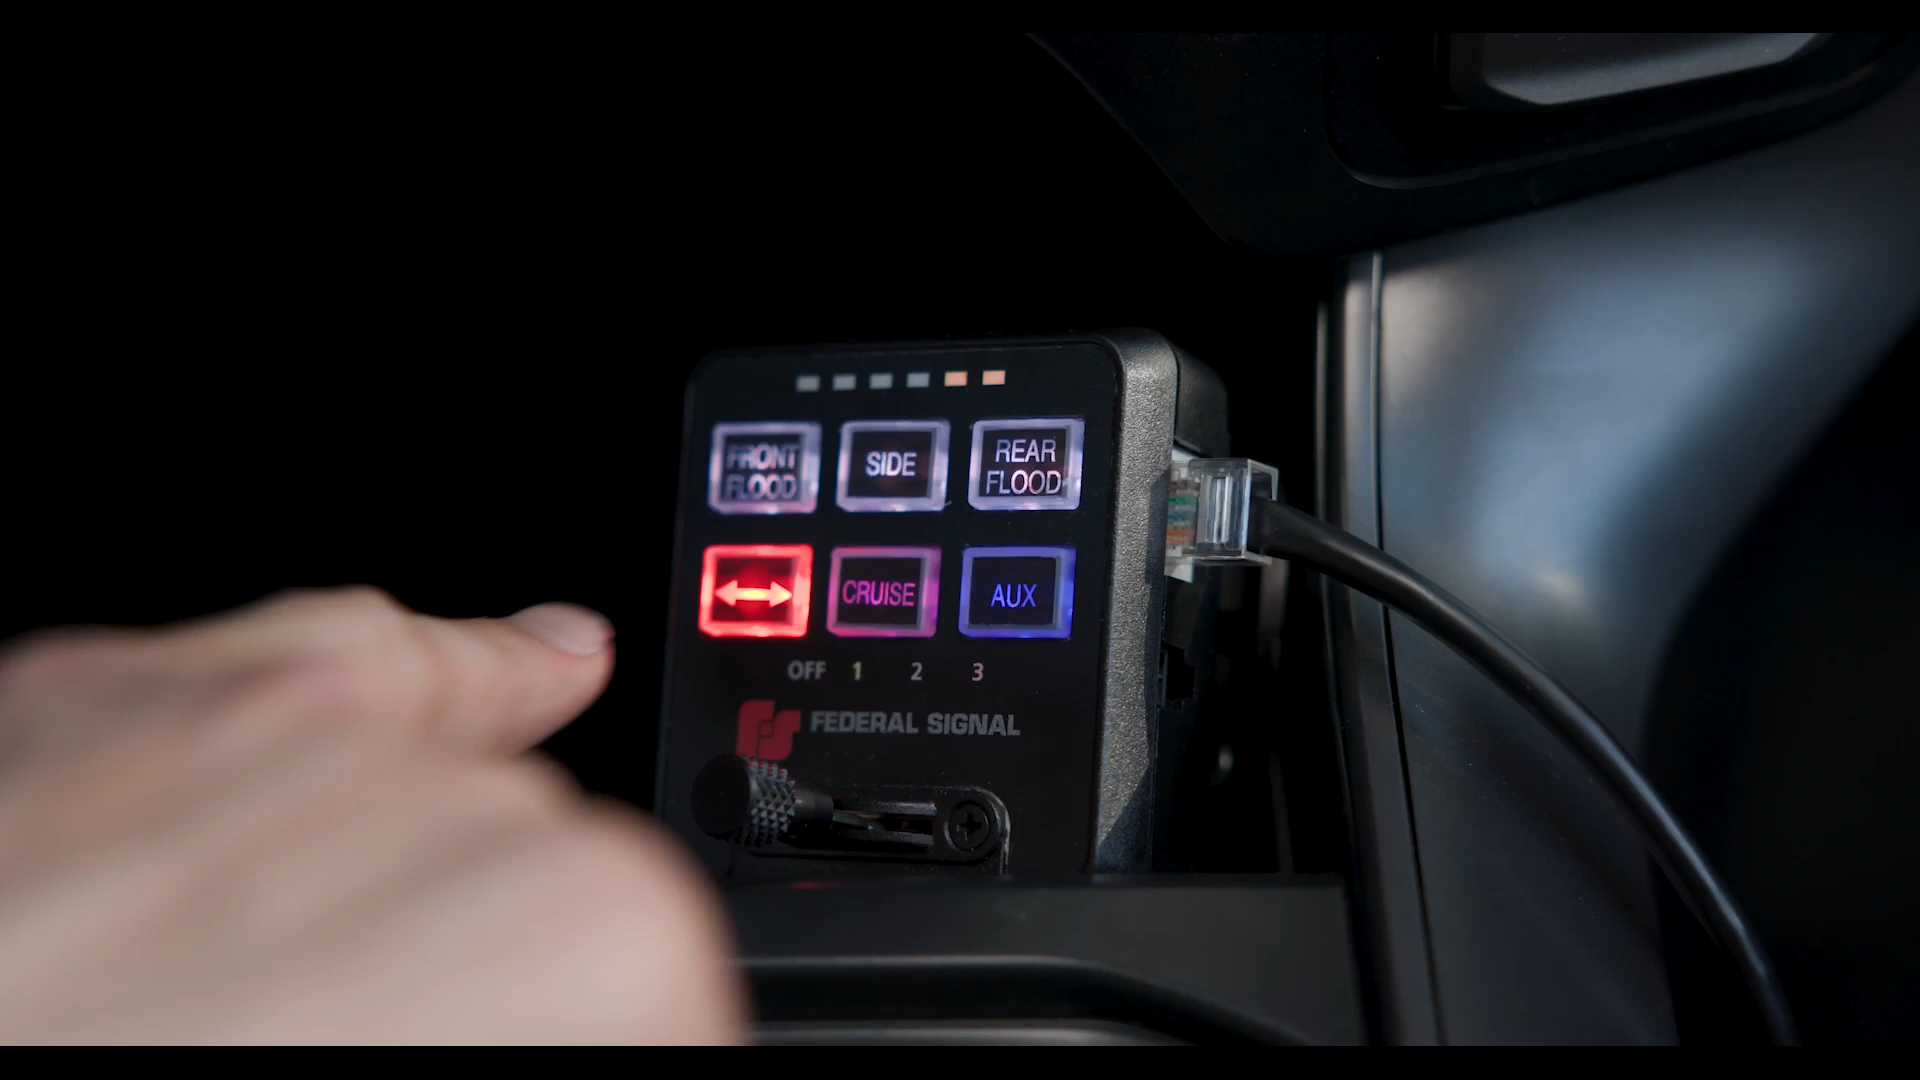 FRONT
FLOOD
SIDE
REAR
FLOOD
CRUISE
AUX
OFF 1 2 3
FEDERAL SIGNAL